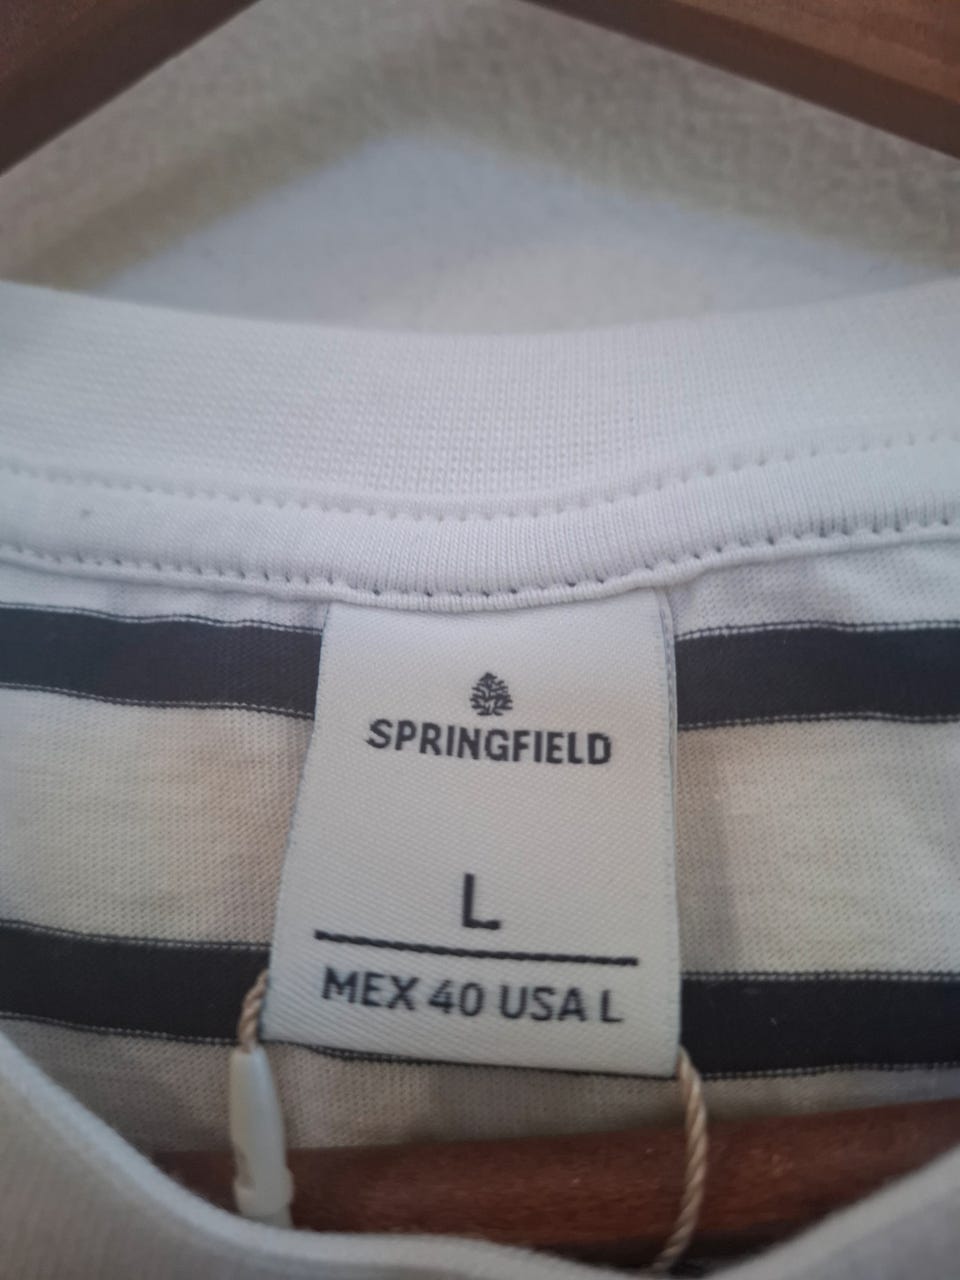 SPRINGFIELD
L
MEX 40 USA L